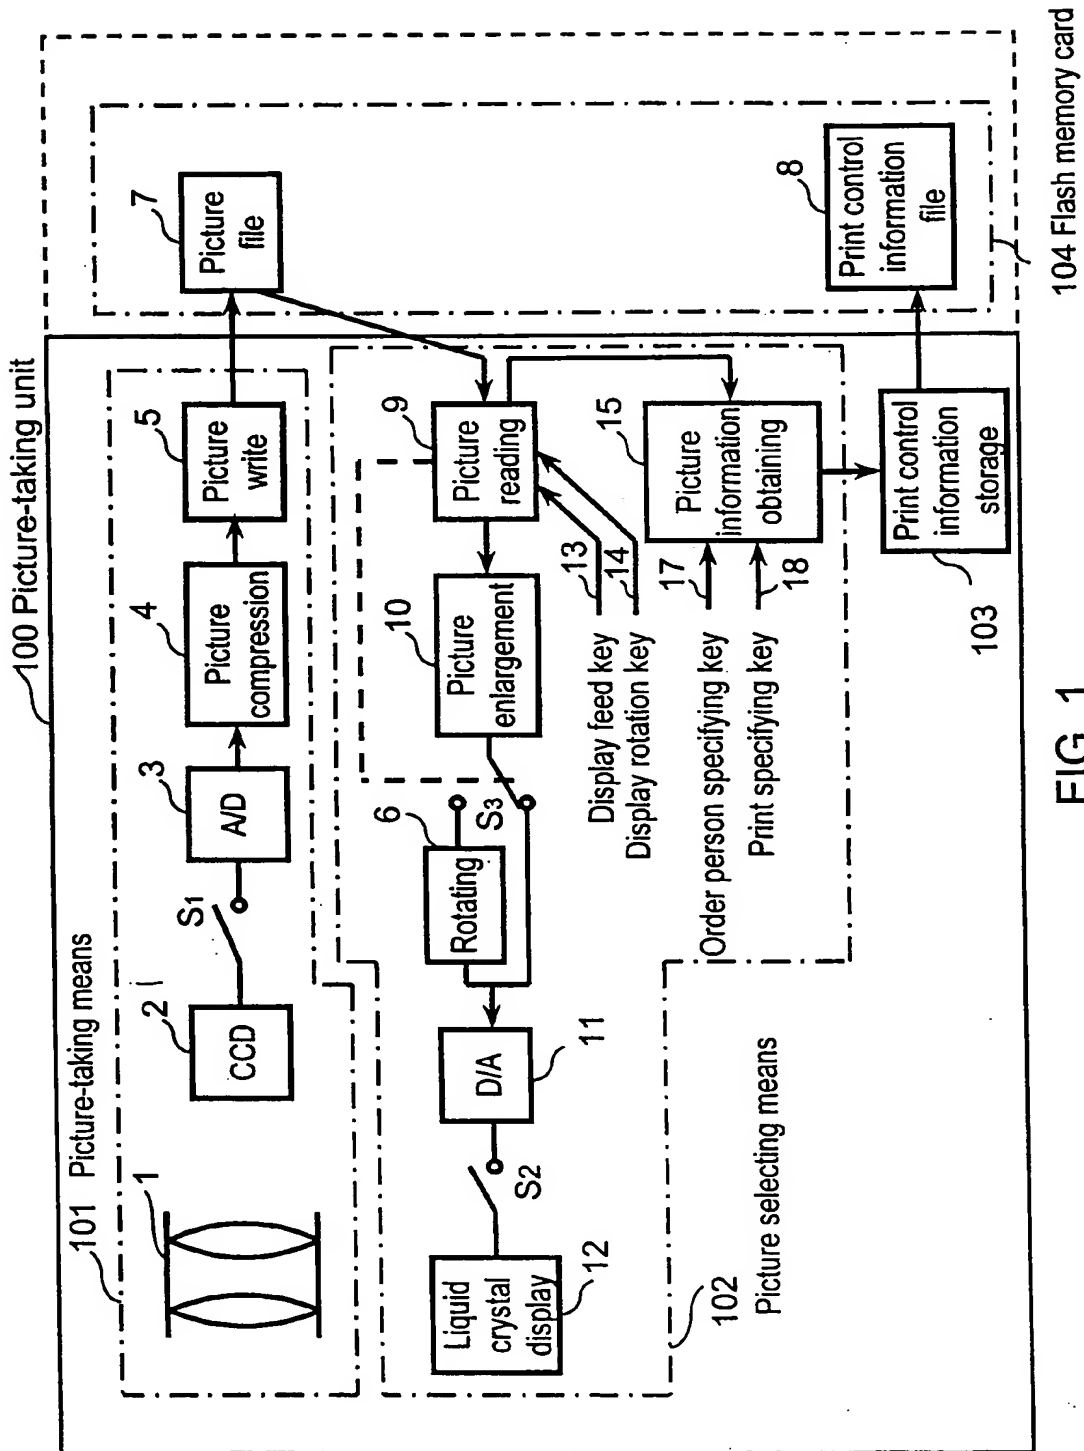 100 Picture-taking unit
101 Picture-taking means
1
2
CCD
S1
3
A/D
4
Picture
compression
5
Picture
write
7
Picture
file
12
Liquid
crystal
display
S2
11
D/A
6
Rotating
S3
10
Picture
enlargement
9
Picture
reading
Display feed key
13
Display rotation key
14
Order person specifying key
17
Print specifying key
18
15
Picture
information
obtaining
102
Picture selecting means
103
Print control
information
storage
8
Print control
information
file
104 Flash memory card
FIG. 1